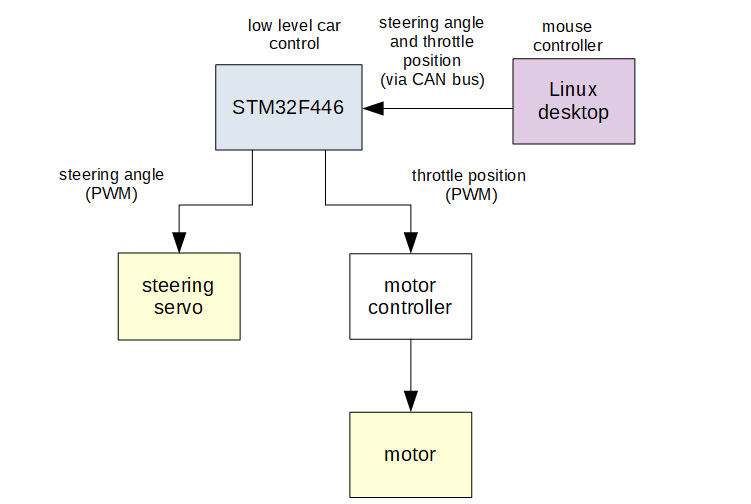 low level car
control
steering angle
and throttle
position
(via CAN bus)
mouse
controller
STM32F446
Linux
desktop
steering angle
(PWM)
throttle position
(PWM)
steering
servo
motor
controller
motor